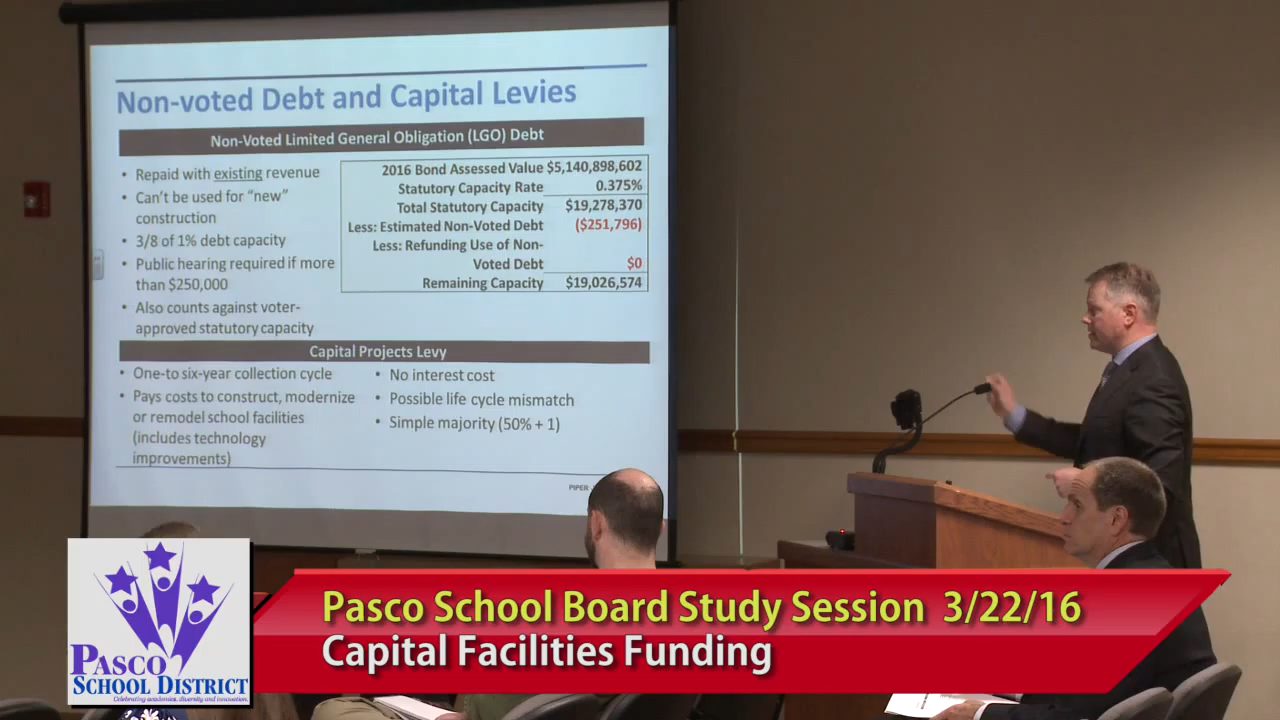 Non-voted Debt and Capital Levies
Non-Voted Limited General Obligation (LGO) Debt
• Repaid with existing revenue
• Can't be used for "new"
construction
• 3/8 of 1% debt capacity
• Public hearing required if more
than $250,000
• Also counts against voter-
approved statutory capacity
2016 Bond Assessed Value $5,140,898,602
Statutory Capacity Rate 0.375%
Total Statutory Capacity $19,278,370
Less: Estimated Non-Voted Debt ($251,796)
Less: Refunding Use of Non-
Voted Debt $0
Remaining Capacity $19,026,574
Capital Projects Levy
• One-to six-year collection cycle
• Pays costs to construct, modernize
or remodel school facilities
(includes technology
improvements)
• No interest cost
• Possible life cycle mismatch
• Simple majority (50% + 1)
PIPER
Pasco School Board Study Session 3/22/16
Capital Facilities Funding
PASCO
SCHOOL DISTRICT
Celebrating academics, diversity and innovation.